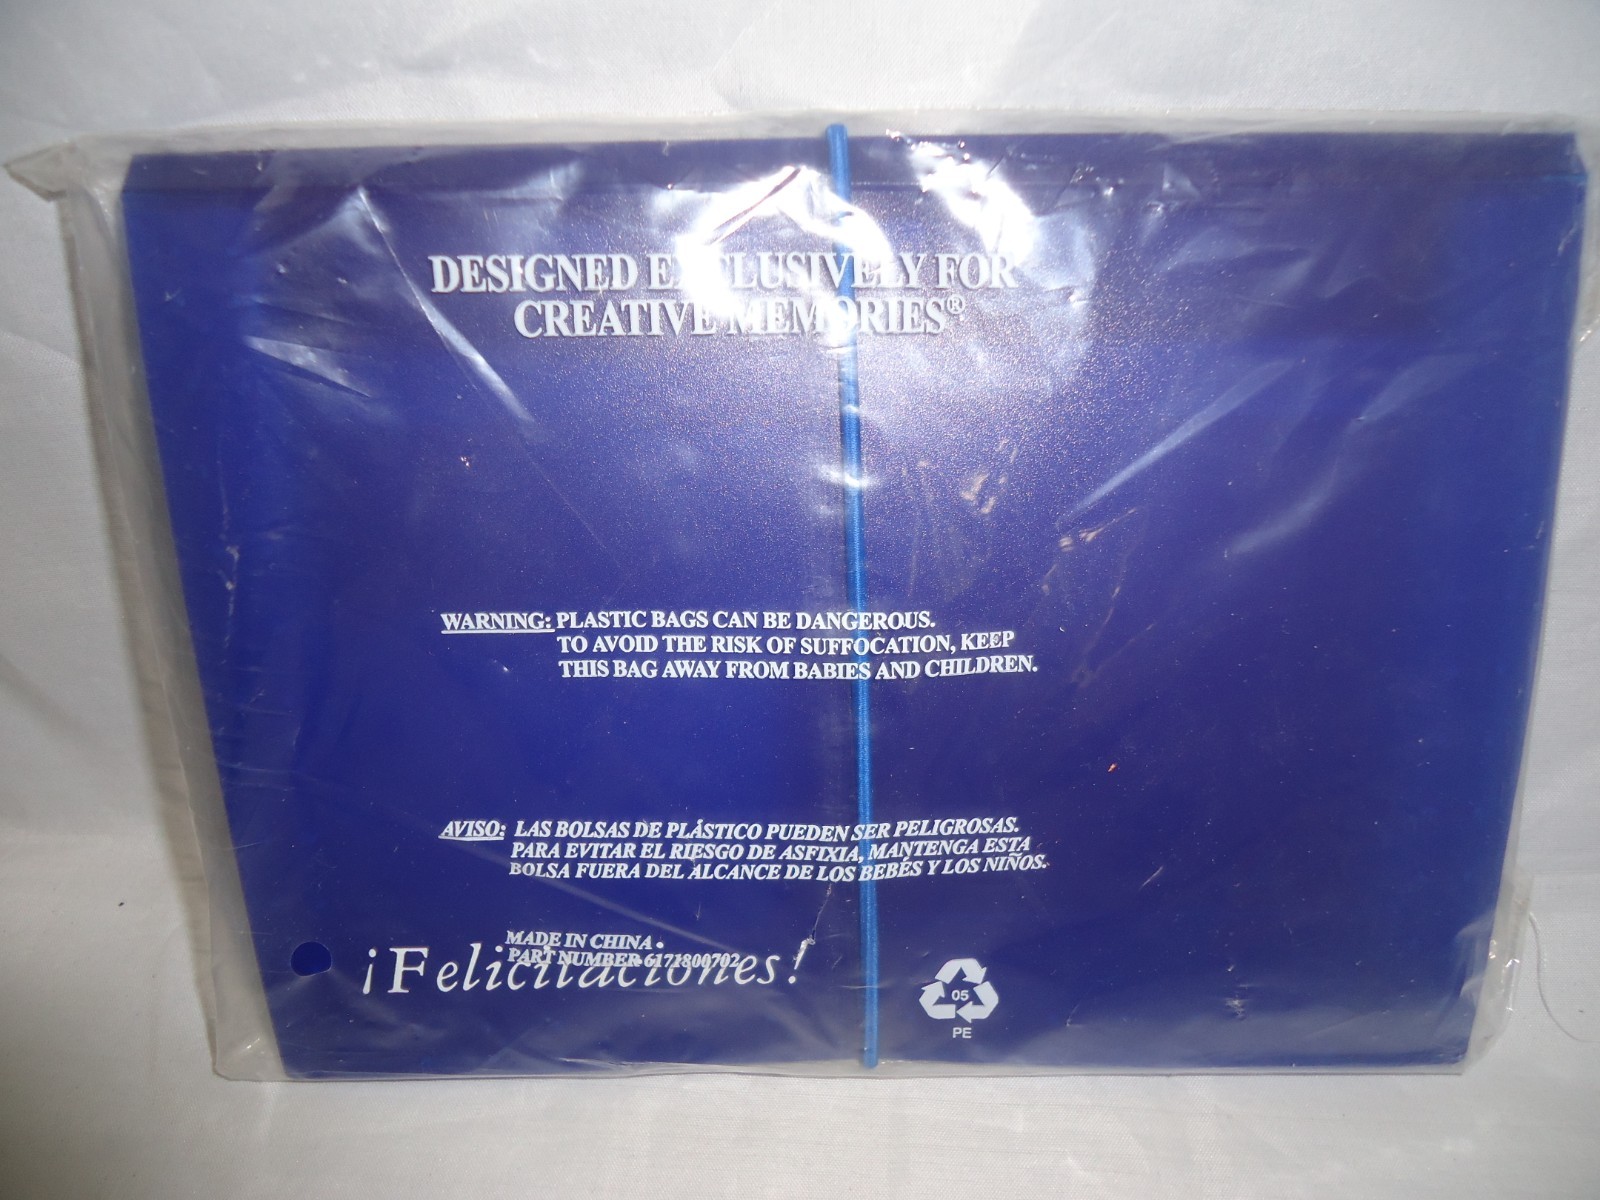 DESIGNED EXCLUSIVELY FOR
CREATIVE MEMORIES®
WARNING: PLASTIC BAGS CAN BE DANGEROUS.
TO AVOID THE RISK OF SUFFOCATION, KEEP
THIS BAG AWAY FROM BABIES AND CHILDREN.
AVISO: LAS BOLSAS DE PLÁSTICO PUEDEN SER PELIGROSAS.
PARA EVITAR EL RIESGO DE ASFIXIA, MANTENGA ESTA
BOLSA FUERA DEL ALCANCE DE LOS BEBÉS Y LOS NIÑOS.
MADE IN CHINA •
PART NUMBER 6171800702
¡Felicitaciones!
05
PE